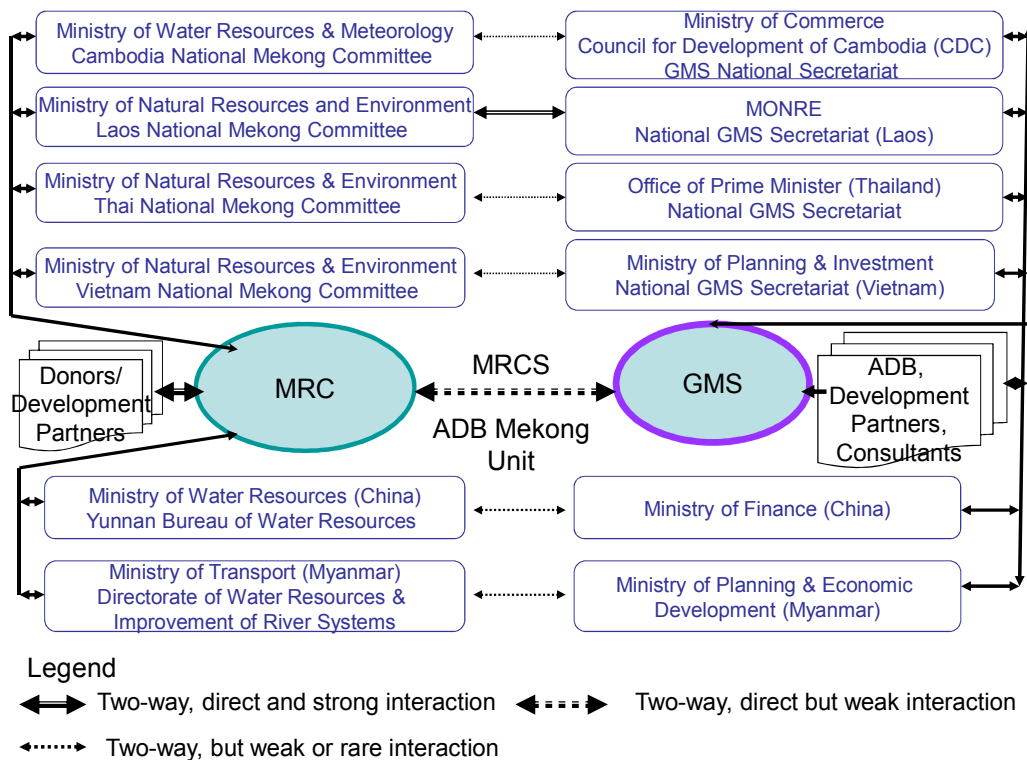 Ministry of Water Resources & Meteorology
Cambodia National Mekong Committee
Ministry of Commerce
Council for Development of Cambodia (CDC)
GMS National Secretariat
Ministry of Natural Resources and Environment
Laos National Mekong Committee
MONRE
National GMS Secretariat (Laos)
Ministry of Natural Resources & Environment
Thai National Mekong Committee
Office of Prime Minister (Thailand)
National GMS Secretariat
Ministry of Natural Resources & Environment
Vietnam National Mekong Committee
Ministry of Planning & Investment
National GMS Secretariat (Vietnam)
Donors/
Development
Partners
MRC
MRCS
ADB Mekong
Unit
GMS
ADB,
Development
Partners,
Consultants
Ministry of Water Resources (China)
Yunnan Bureau of Water Resources
Ministry of Finance (China)
Ministry of Transport (Myanmar)
Directorate of Water Resources &
Improvement of River Systems
Ministry of Planning & Economic
Development (Myanmar)
Legend
Two-way, direct and strong interaction
Two-way, direct but weak interaction
Two-way, but weak or rare interaction